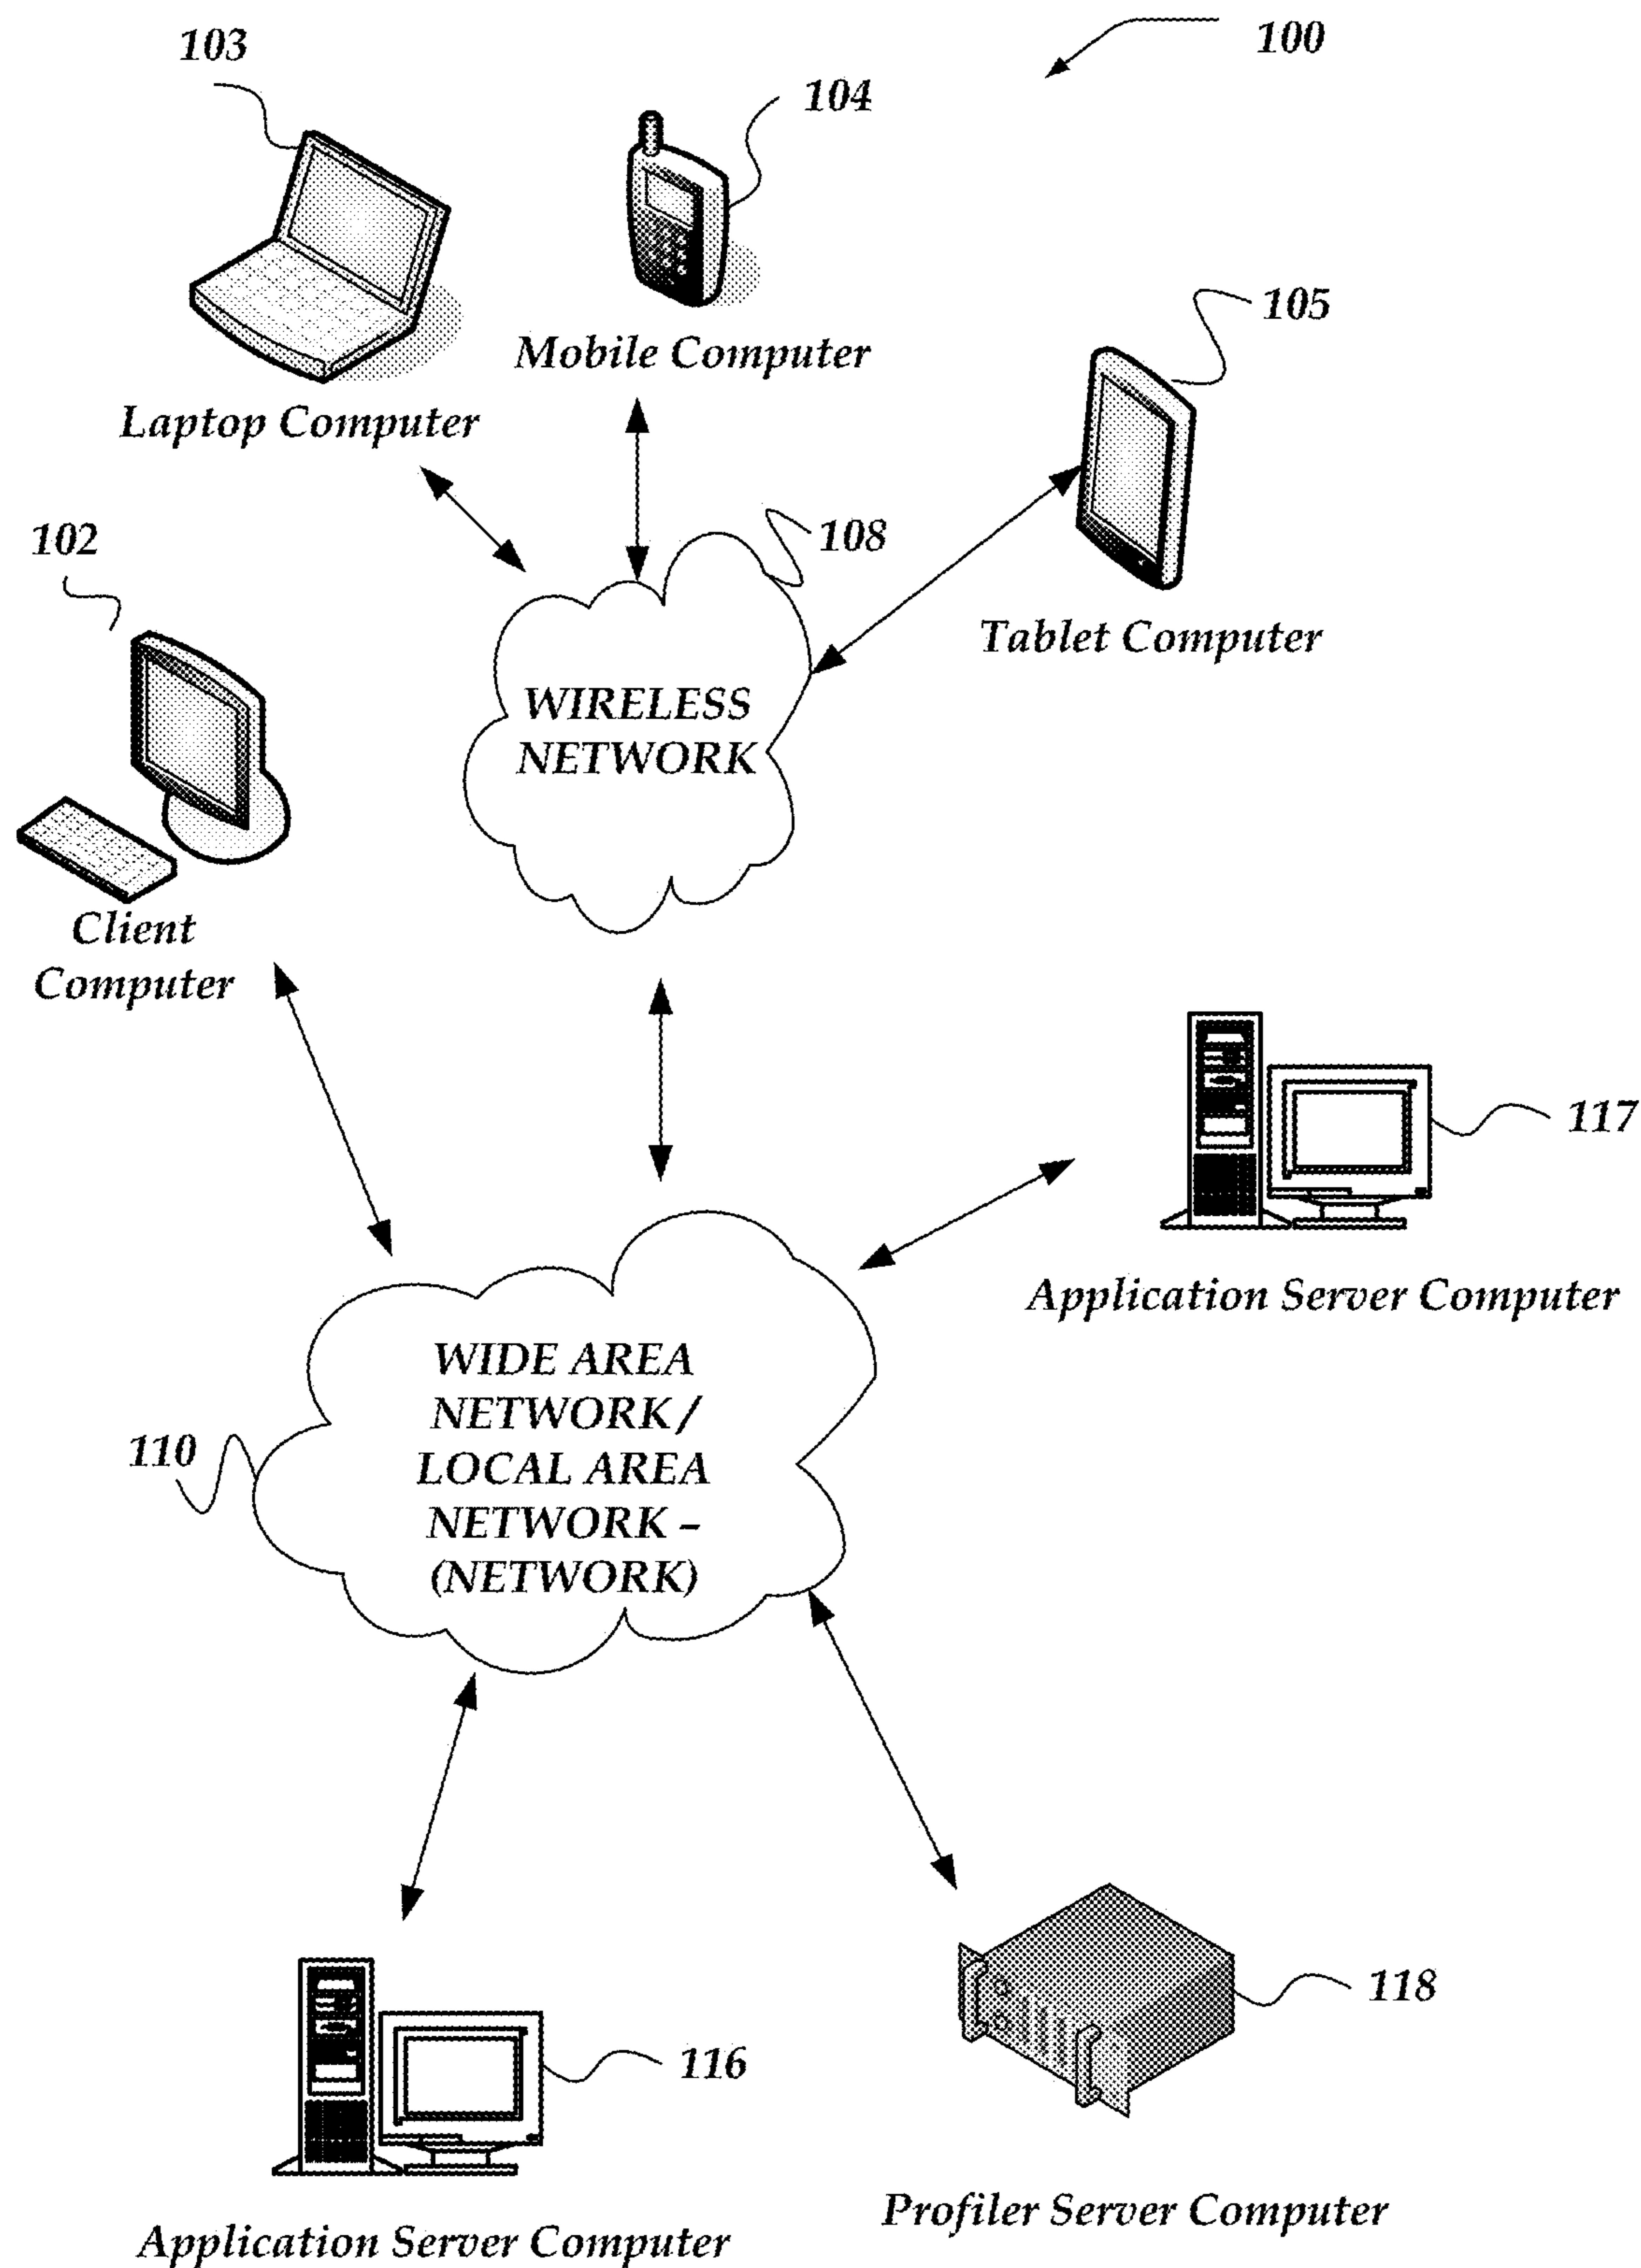 103
100
104
105
Mobile Computer
Laptop Computer
102
108
Tablet Computer
WIRELESS
NETWORK
Client
Computer
117
Application Server Computer
WIDE AREA
NETWORK /
LOCAL AREA
NETWORK –
(NETWORK)
110
118
116
Profiler Server Computer
Application Server Computer